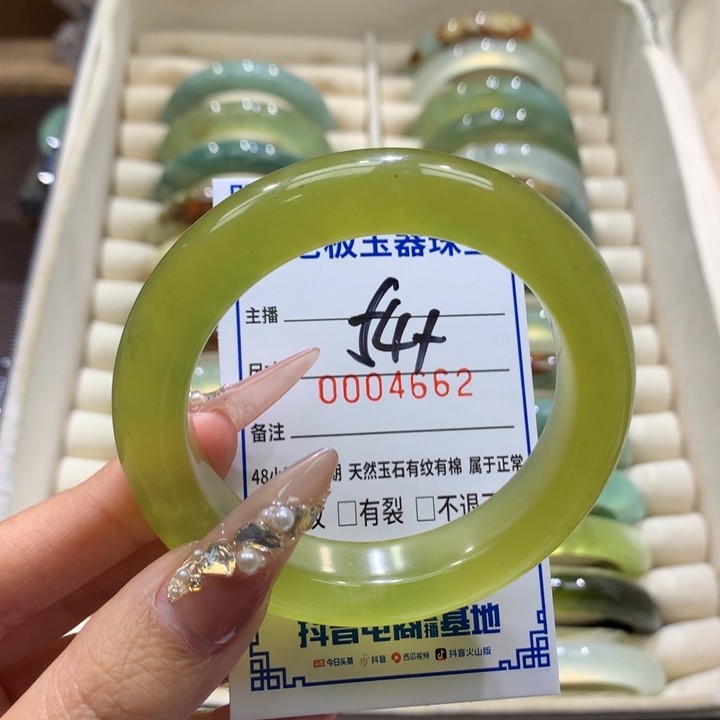 板玉器珠
主播
f4t
0004662
备注
48小 天然玉石有纹有棉 属于正常
□有裂 □不退
抖音电商直播基地
今日头条 抖音 西瓜视频 抖音火山版